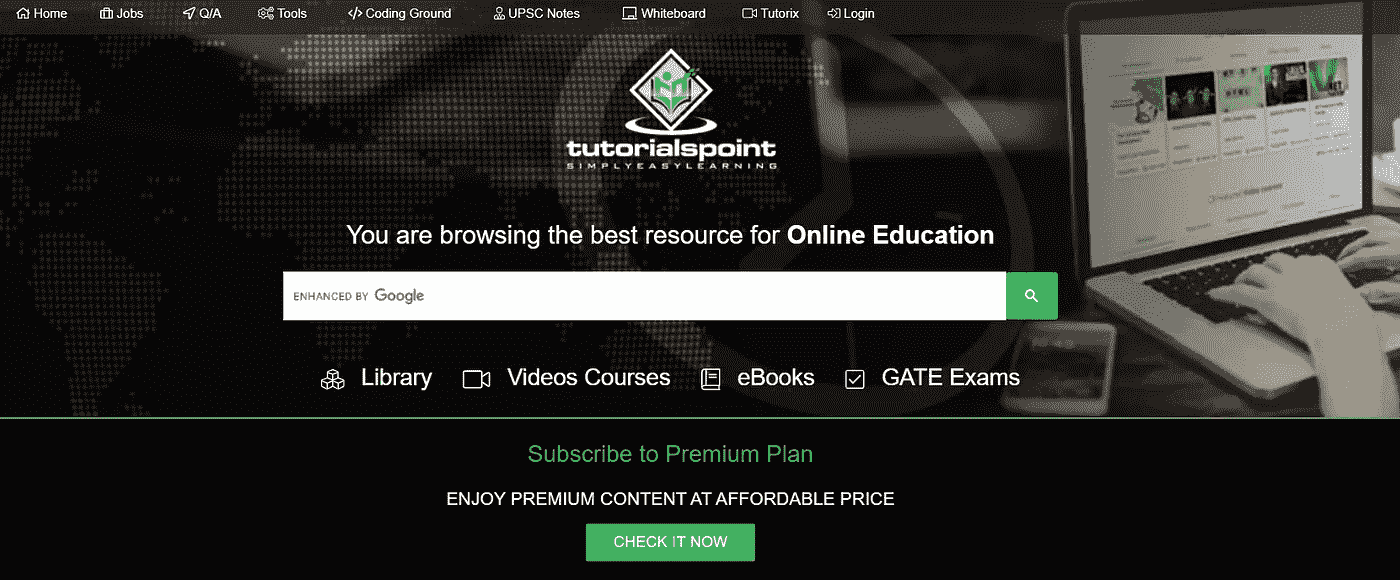 Home Jobs Q/A Tools Coding Ground UPSC Notes Whiteboard Tutorix Login
tutorialspoint
SIMPLYEASYLEARNING
You are browsing the best resource for Online Education
ENHANCED BY Google
Library Videos Courses eBooks GATE Exams
Subscribe to Premium Plan
ENJOY PREMIUM CONTENT AT AFFORDABLE PRICE
CHECK IT NOW